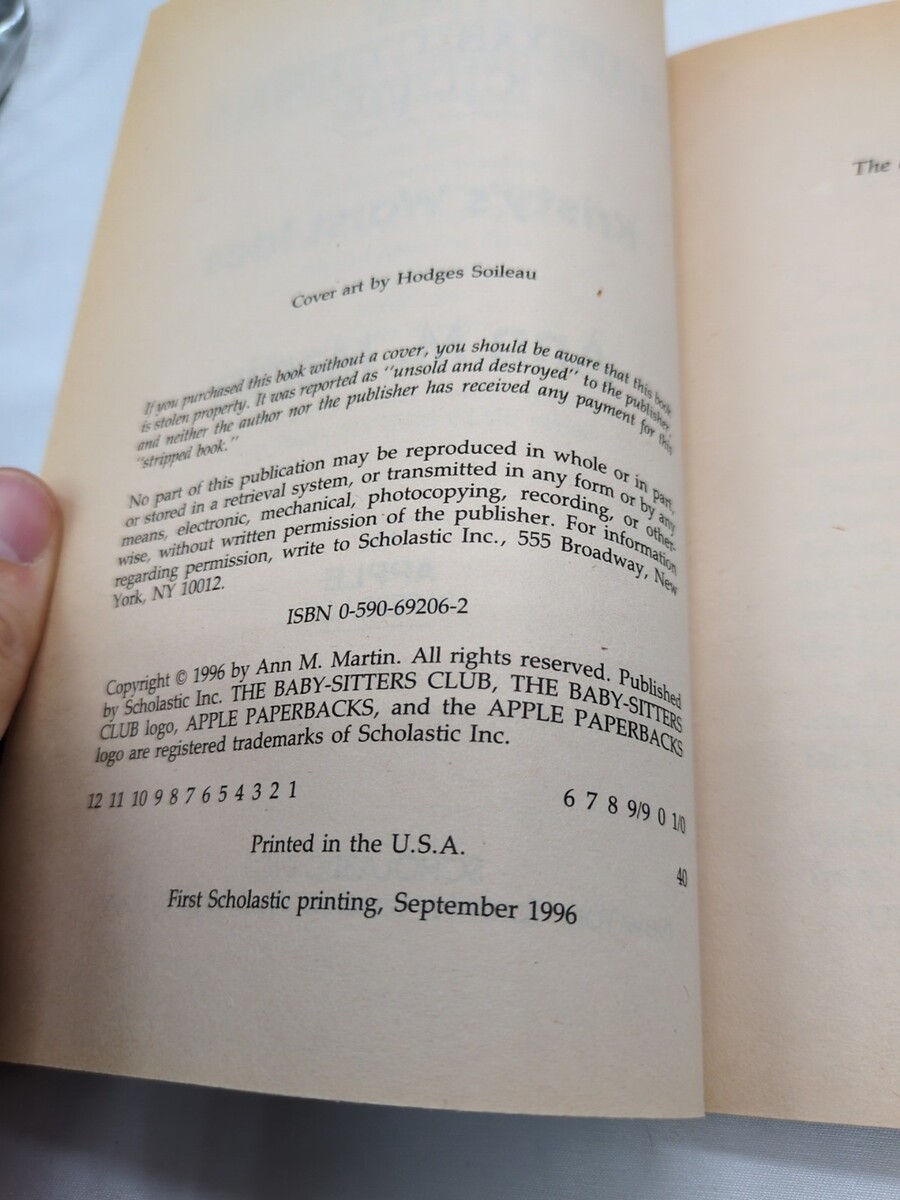 Cover art by Hodges Soileau
If you purchased this book without a cover, you should be aware that this book
is stolen property. It was reported as "unsold and destroyed" to the publisher
and neither the author nor the publisher has received any payment for this
"stripped book."
No part of this publication may be reproduced in whole or in part,
or stored in a retrieval system, or transmitted in any form or by any
means, electronic, mechanical, photocopying, recording, or other-
wise, without written permission of the publisher. For information
regarding permission, write to Scholastic Inc., 555 Broadway, New
York, NY 10012.
ISBN 0-590-69206-2
Copyright © 1996 by Ann M. Martin. All rights reserved. Published
by Scholastic Inc. THE BABY-SITTERS CLUB, THE BABY-SITTERS
CLUB logo, APPLE PAPERBACKS, and the APPLE PAPERBACKS
logo are registered trademarks of Scholastic Inc.
12 11 10 9 8 7 6 5 4 3 2 1 6 7 8 9/9 0 1/0
Printed in the U.S.A. 40
First Scholastic printing, September 1996
The